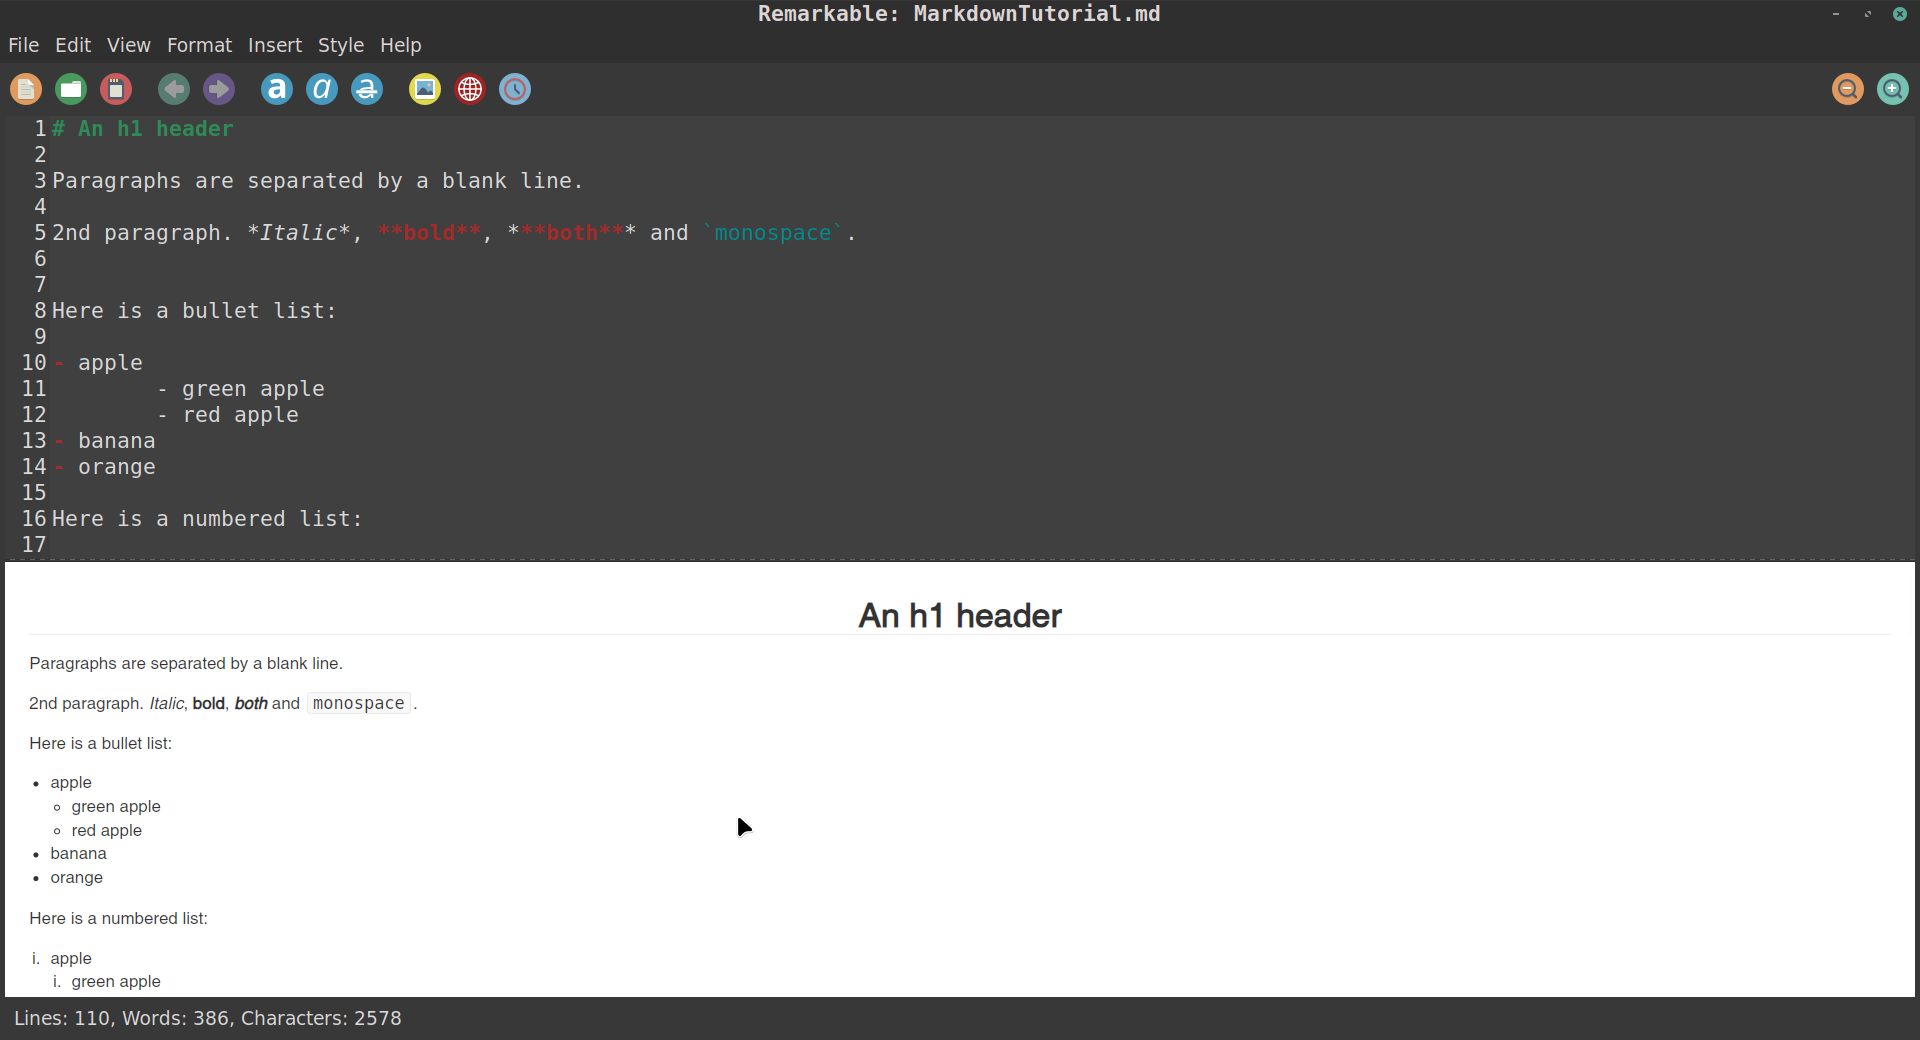 Remarkable: MarkdownTutorial.md
File Edit View Format Insert Style Help
a a a
1 # An h1 header
2
3 Paragraphs are separated by a blank line.
4
5 2nd paragraph. *Italic*, **bold**, ***both*** and `monospace`.
6
7
8 Here is a bullet list:
9
10 - apple
11         - green apple
12         - red apple
13 - banana
14 - orange
15
16 Here is a numbered list:
17
An h1 header
Paragraphs are separated by a blank line.
2nd paragraph. Italic, bold, both and monospace.
Here is a bullet list:
• apple
◦ green apple
◦ red apple
• banana
• orange
Here is a numbered list:
i. apple
i. green apple
Lines: 110, Words: 386, Characters: 2578